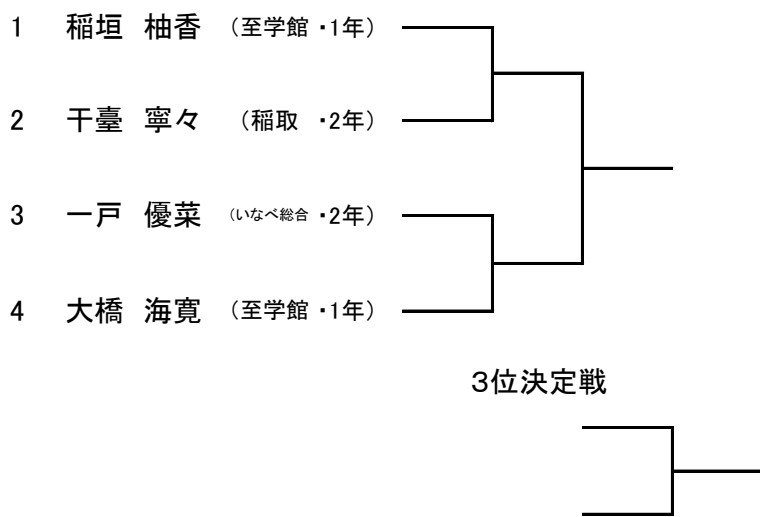 1 稲垣 柚香 （至学館 ・1年）
2 干臺 寧々 （稲取 ・2年）
3 一戸 優菜 （いなべ総合 ・2年）
4 大橋 海寛 （至学館 ・1年）
３位決定戦